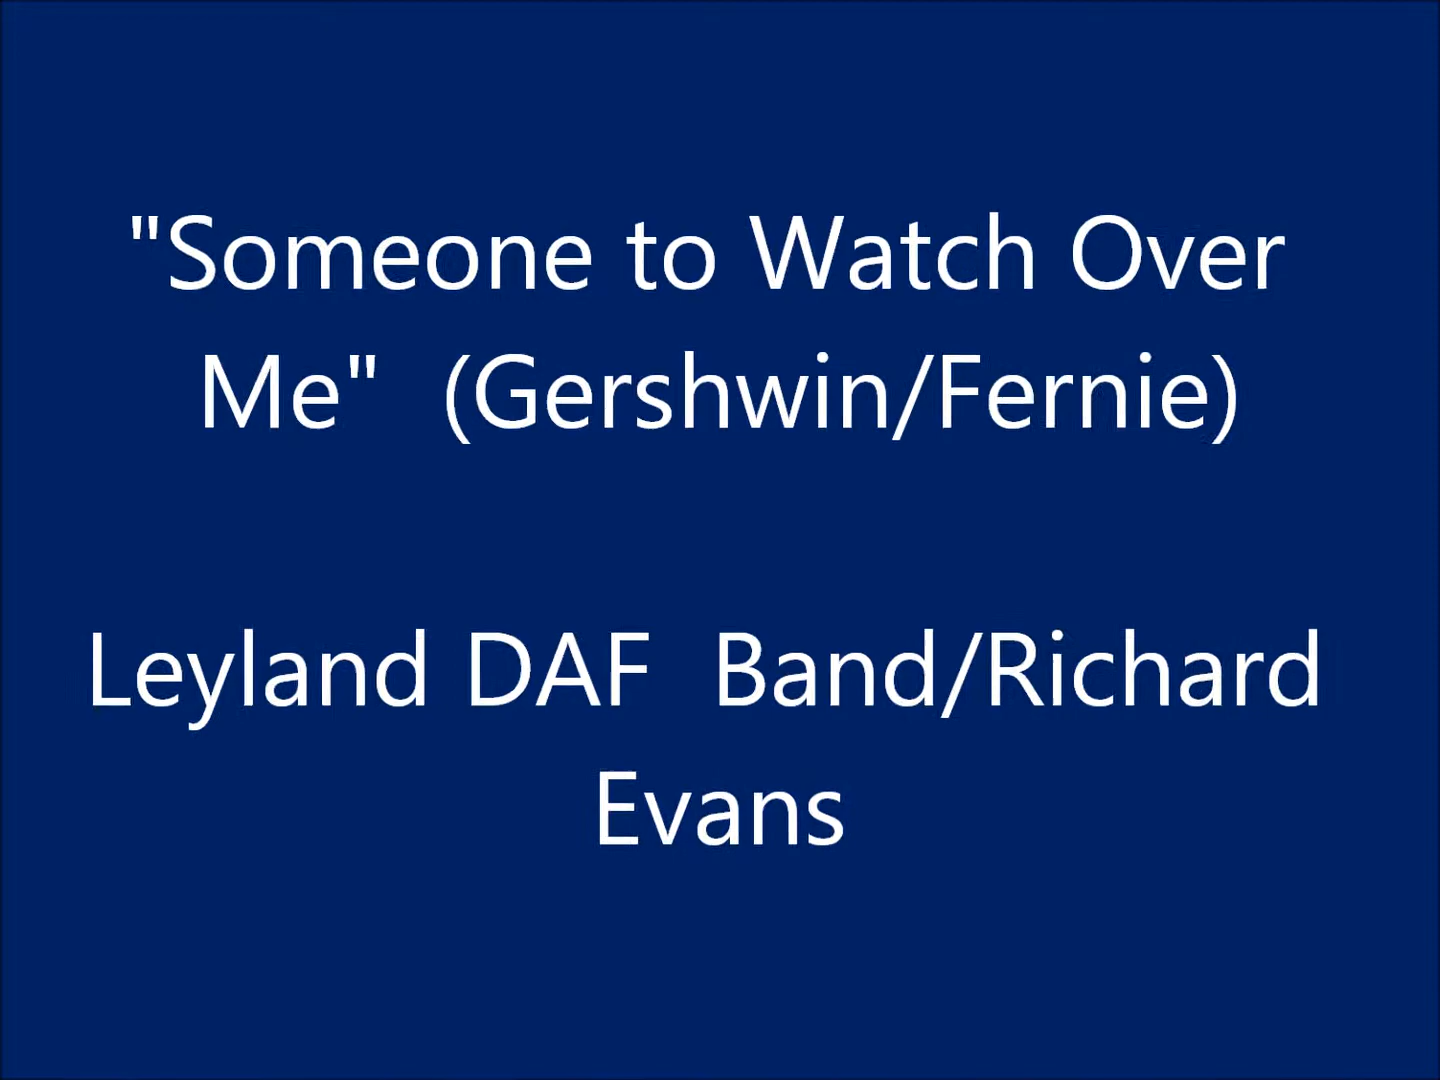 "Someone to Watch Over
Me"  (Gershwin/Fernie)
Leyland DAF  Band/Richard
Evans